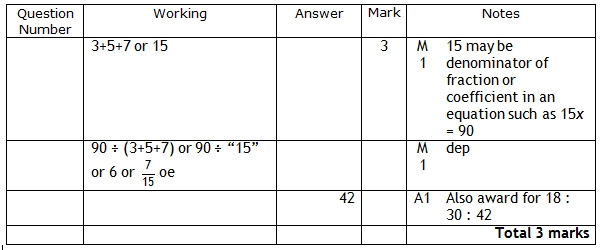 Question Number Working Answer Mark Notes
3+5+7 or 15 3 M1 15 may be
denominator of
fraction or
coefficient in an
equation such as 15x
= 90
90 ÷ (3+5+7) or 90 ÷ “15” M1 dep
or 6 or 7/15 oe
42 A1 Also award for 18 :
30 : 42
Total 3 marks